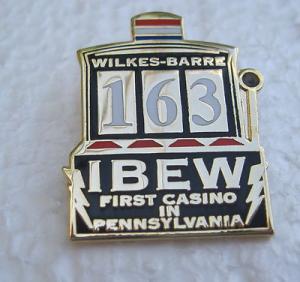 WILKES-BARRE
163
IBEW
FIRST CASINO
IN
PENNSYLVANIA